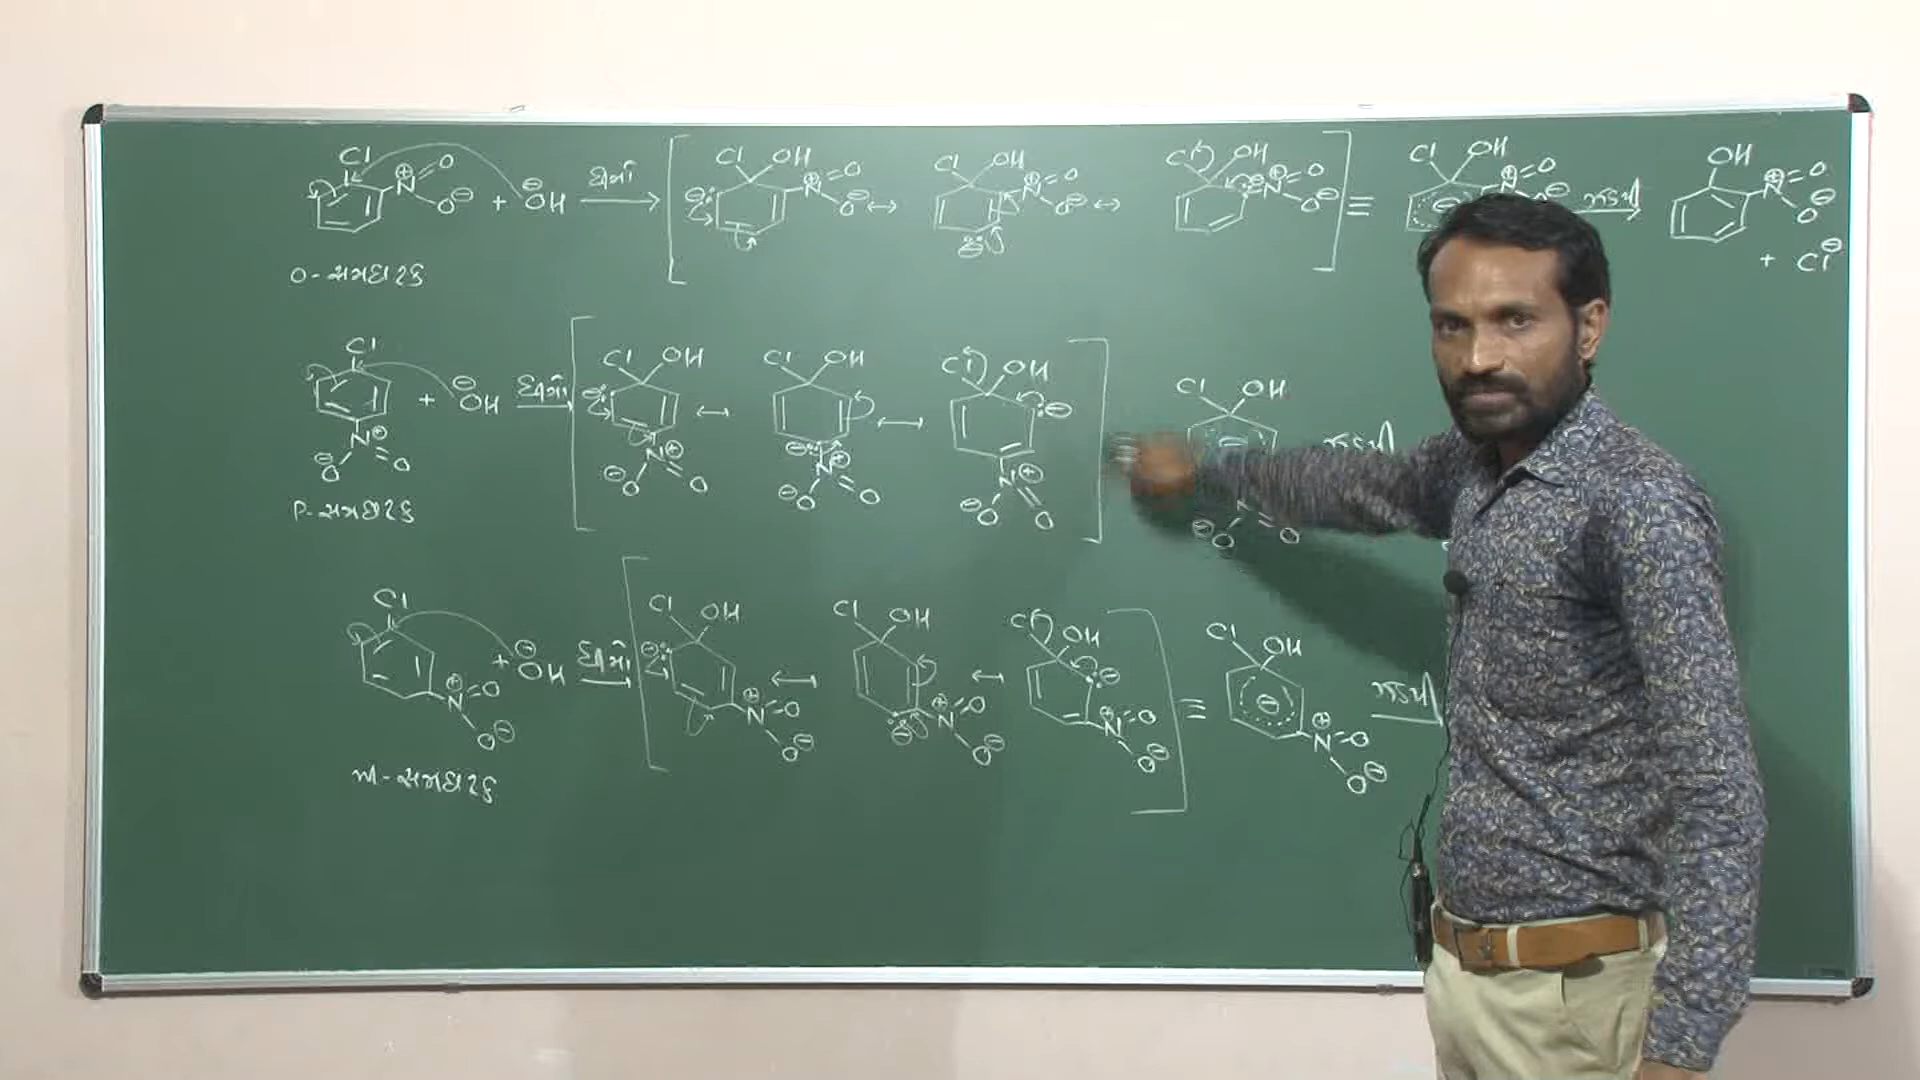 Cl N⊕ =O O⊖ + ⊖OH ધીમો → [ Cl OH ⊖: N⊕ =O O⊖ ↔ Cl OH ⊖ N⊕ =O O⊖ ↔ Cl OH ⊖ N⊕ =O O⊖ ] ≡ Cl OH ⊖ N⊕ =O O⊖ ઝડપી → OH N⊕ =O O⊖
+ Cl⊖
O- સમઘટક
Cl N⊕ ⊖O O + ⊖OH ધીમો → [ Cl OH ⊖: N⊕ ⊖O O ↔ Cl OH ⊖: N⊕ ⊖O O ↔ Cl OH :⊖ N⊕ ⊖O O ] ≡ Cl OH ⊖O O ઝડપી
P- સમઘટક
Cl N⊕ =O O⊖ + ⊖OH ધીમો → [ Cl OH ⊖: N⊕ =O O⊖ ↔ Cl OH ⊖ N⊕ =O O⊖ ↔ Cl OH :⊖ N⊕ =O O⊖ ] ≡ Cl OH ⊖ N⊕ =O O⊖ ઝડપી →
m- સમઘટક